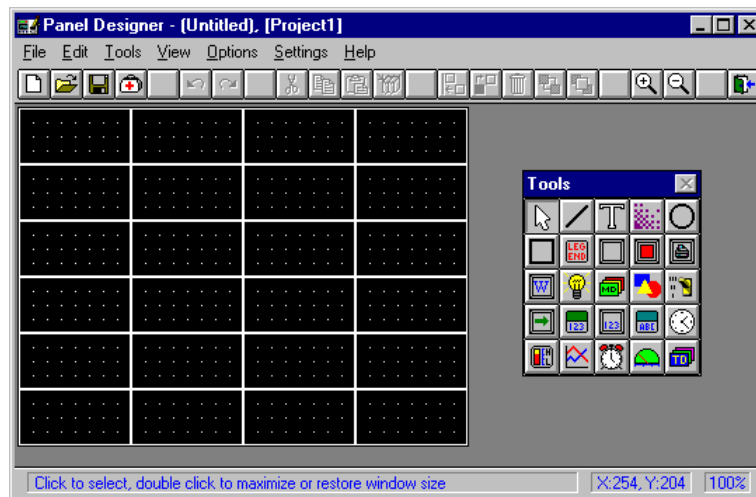 Panel Designer - (Untitled), [Project1]
File Edit Tools View Options Settings Help
Tools
T
LEG
END
W
MD
123
123
ABC
TD
Click to select, double click to maximize or restore window size
X:254, Y:204
100%